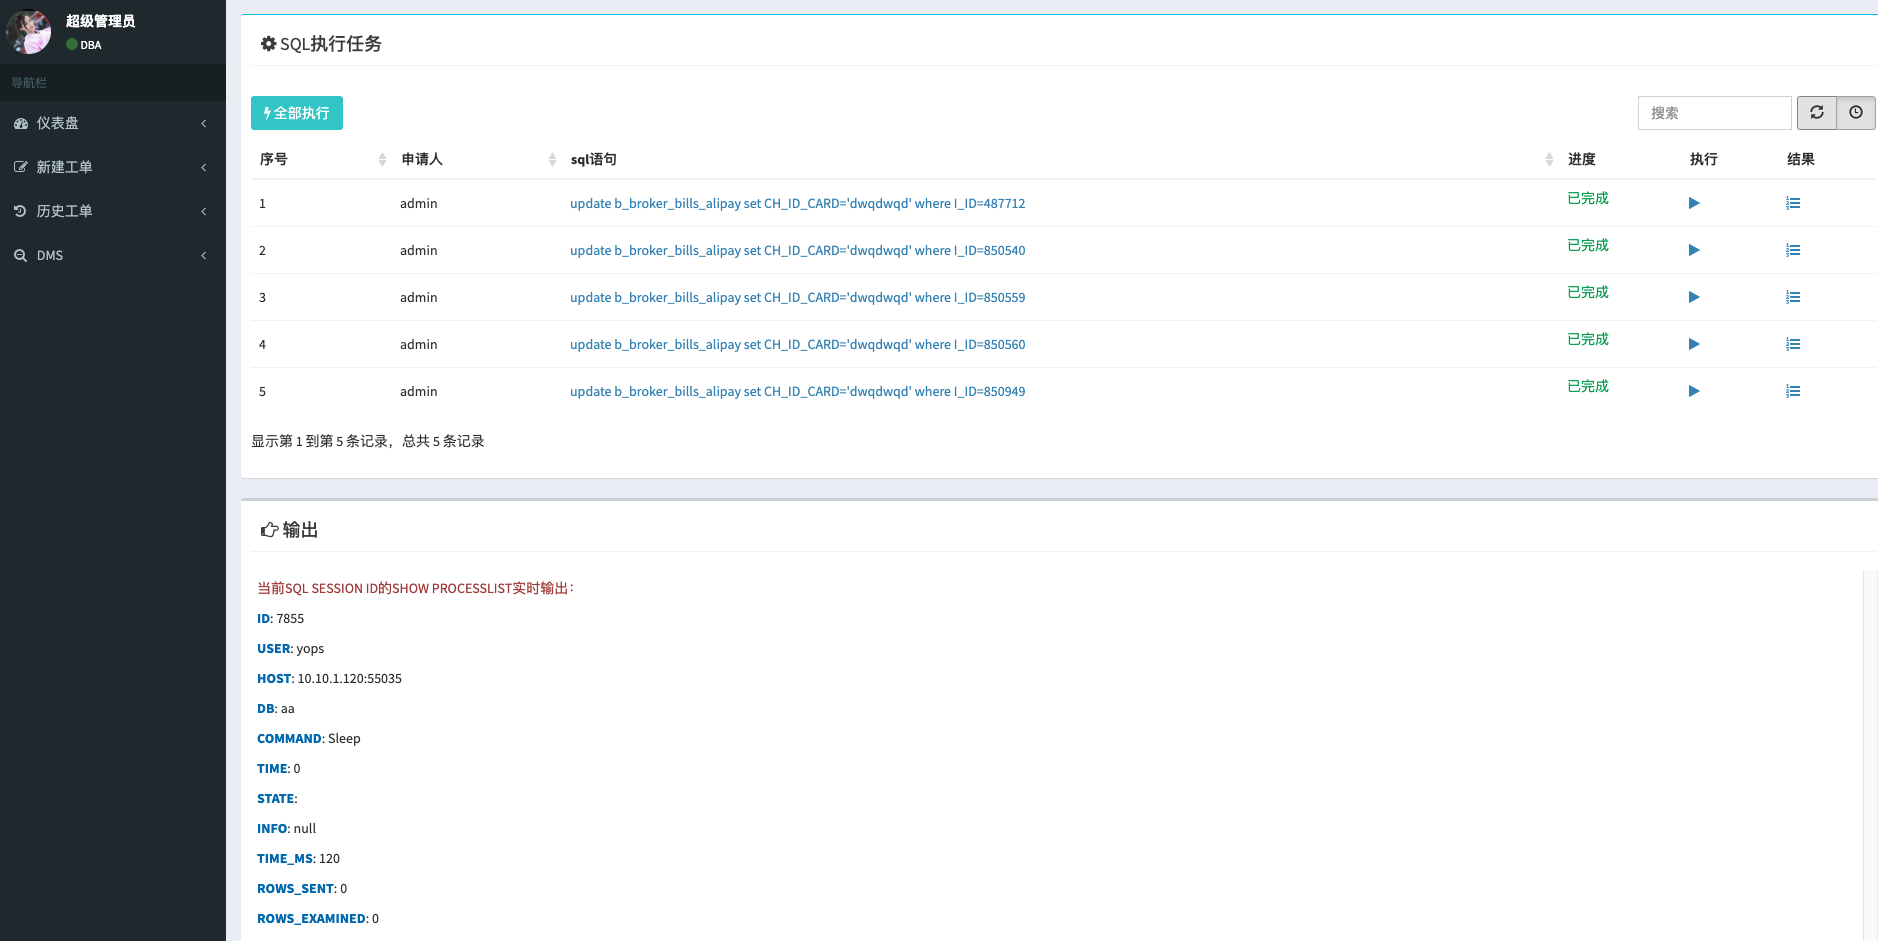 超级管理员
DBA
导航栏
仪表盘
新建工单
历史工单
DMS
SQL执行任务
全部执行
搜索
序号 申请人 sql语句 进度 执行 结果
1 admin update b_broker_bills_alipay set CH_ID_CARD='dwqdwqd' where I_ID=487712 已完成
2 admin update b_broker_bills_alipay set CH_ID_CARD='dwqdwqd' where I_ID=850540 已完成
3 admin update b_broker_bills_alipay set CH_ID_CARD='dwqdwqd' where I_ID=850559 已完成
4 admin update b_broker_bills_alipay set CH_ID_CARD='dwqdwqd' where I_ID=850560 已完成
5 admin update b_broker_bills_alipay set CH_ID_CARD='dwqdwqd' where I_ID=850949 已完成
显示第 1 到第 5 条记录，总共 5 条记录
输出
当前SQL SESSION ID的SHOW PROCESSLIST实时输出：
ID: 7855
USER: yops
HOST: 10.10.1.120:55035
DB: aa
COMMAND: Sleep
TIME: 0
STATE:
INFO: null
TIME_MS: 120
ROWS_SENT: 0
ROWS_EXAMINED: 0